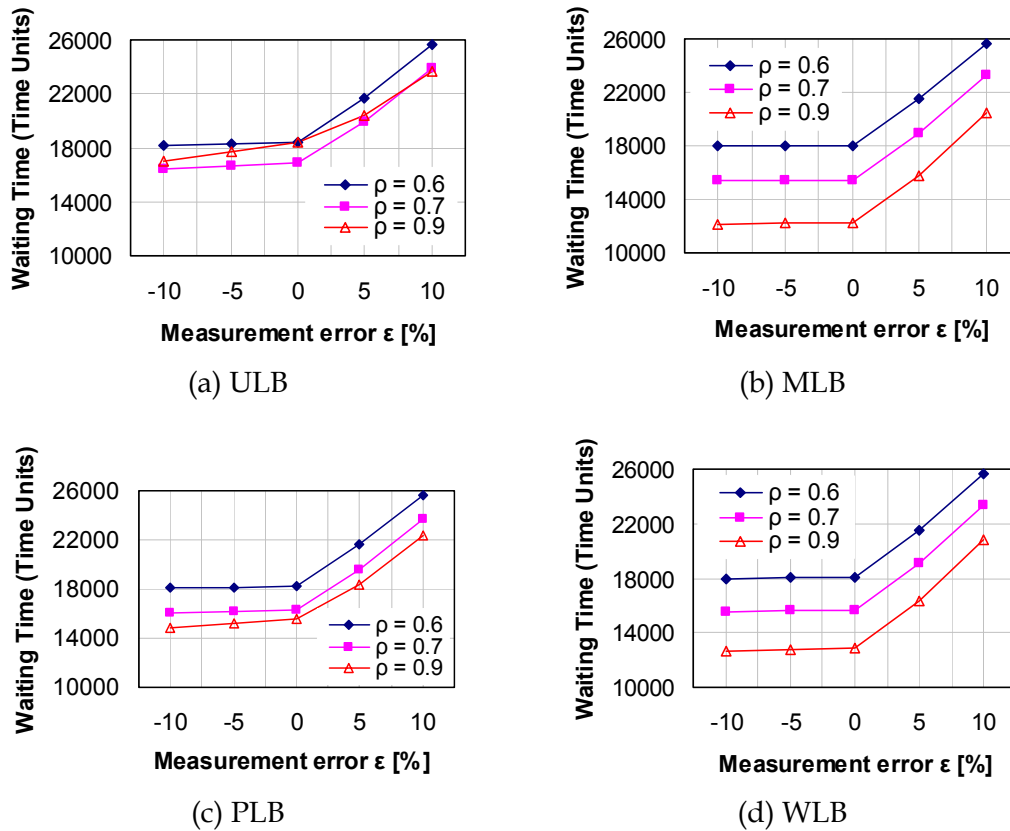 Waiting Time (Time Units)
26000
22000
18000
14000
10000
ρ = 0.6
ρ = 0.7
ρ = 0.9
-10 -5 0 5 10
Measurement error ε [%]
(a) ULB
Waiting Time (Time Units)
26000
22000
18000
14000
10000
ρ = 0.6
ρ = 0.7
ρ = 0.9
-10 -5 0 5 10
Measurement error ε [%]
(b) MLB
Waiting Time (Time Units)
26000
22000
18000
14000
10000
ρ = 0.6
ρ = 0.7
ρ = 0.9
-10 -5 0 5 10
Measurement error ε [%]
(c) PLB
Waiting Time (Time Units)
26000
22000
18000
14000
10000
ρ = 0.6
ρ = 0.7
ρ = 0.9
-10 -5 0 5 10
Measurement error ε [%]
(d) WLB